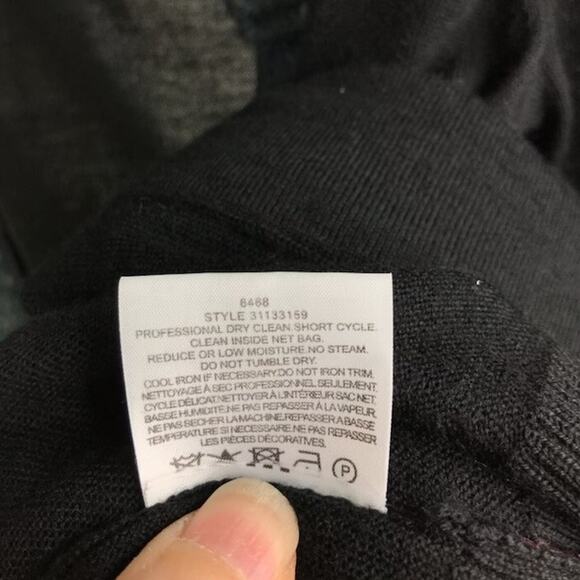 6468
STYLE 31133159
PROFESSIONAL DRY CLEAN.SHORT CYCLE.
CLEAN INSIDE NET BAG.
REDUCE OR LOW MOISTURE.NO STEAM.
DO NOT TUMBLE DRY.
COOL IRON IF NECESSARY.DO NOT IRON TRIM.
NETTOYAGE À SEC PROFESSIONNEL SEULEMENT.
CYCLE DÉLICAT.NETTOYER À L'INTÉRIEUR SAC NET.
BASSE HUMIDITÉ.NE PAS REPASSER À LA VAPEUR.
NE PAS SECHER LA MACHINE.REPASSER A BASSE
TEMPERATURE SI NECESSAIRE.NE PAS REPASSER
LES PIÈCES DÉCORATIVES.
P